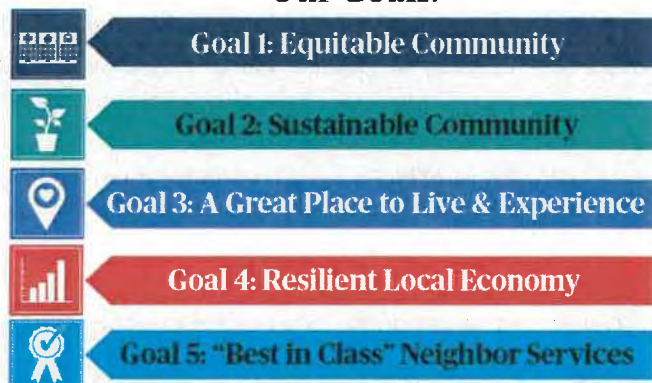 Goal 1: Equitable Community
Goal 2: Sustainable Community
Goal 3: A Great Place to Live & Experience
Goal 4: Resilient Local Economy
Goal 5: "Best in Class" Neighbor Services